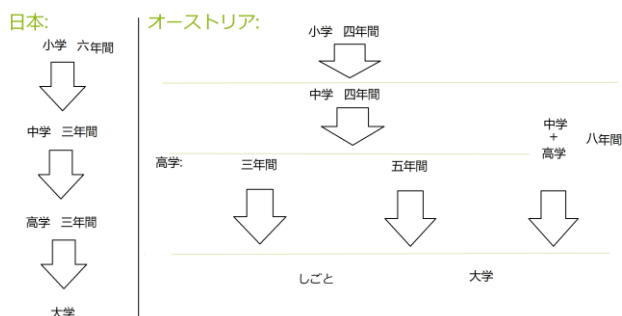 日本:
小学 六年間
中学 三年間
高学 三年間
大学
オーストリア:
小学 四年間
中学 四年間
中学
+
高学
八年間
高学:
三年間
五年間
しごと
大学